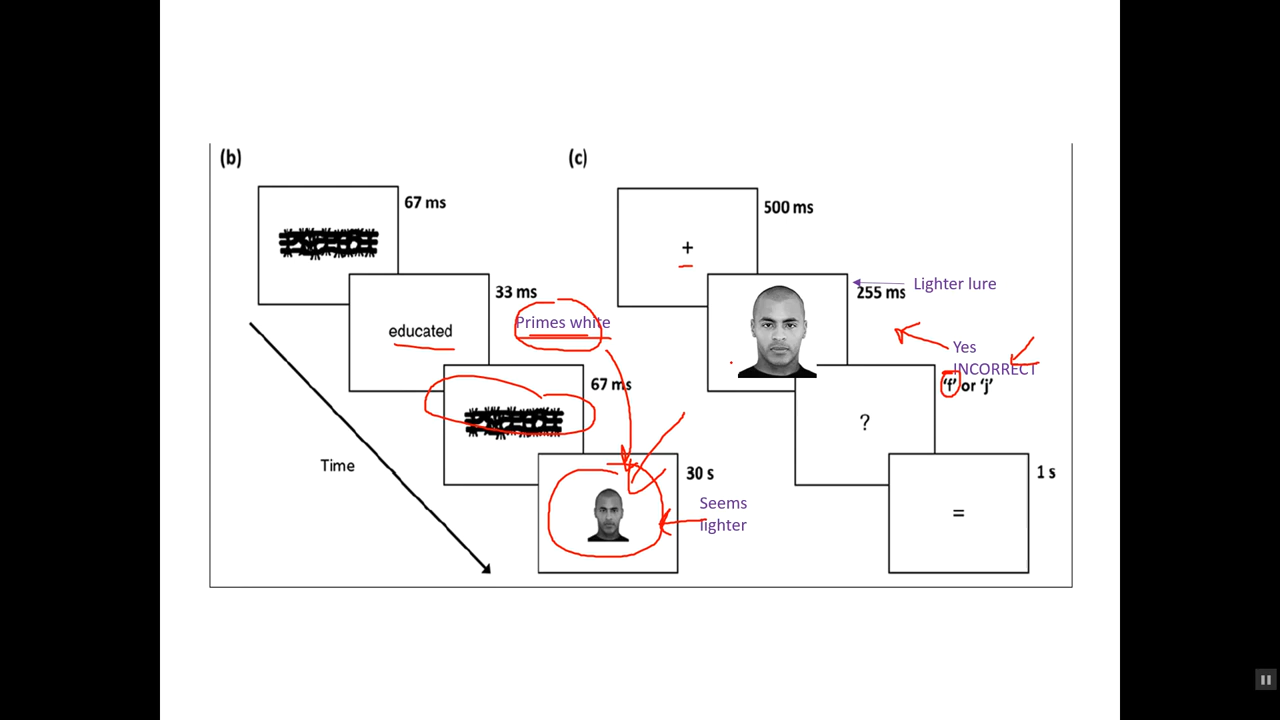 (b)
67 ms
33 ms
educated
Primes white
67 ms
Time
30 s
Seems
lighter
(c)
500 ms
+
Lighter lure
255 ms
Yes
INCORRECT
'f' or 'j'
?
1 s
=